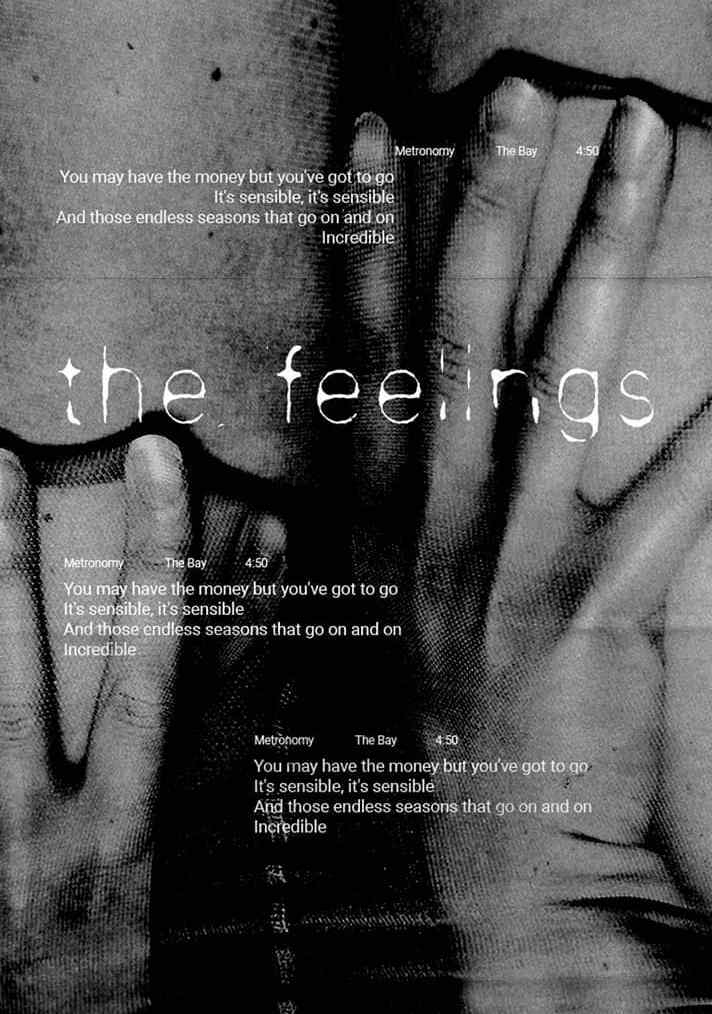 Metronomy The Bay 4:50
You may have the money but you've got to go
It's sensible, it's sensible
And those endless seasons that go on and on
Incredible
the feelings
Metronomy The Bay 4:50
You may have the money but you've got to go
It's sensible, it's sensible
And those endless seasons that go on and on
Incredible
Metronomy The Bay 4:50
You may have the money but you've got to go
It's sensible, it's sensible
And those endless seasons that go on and on
Incredible